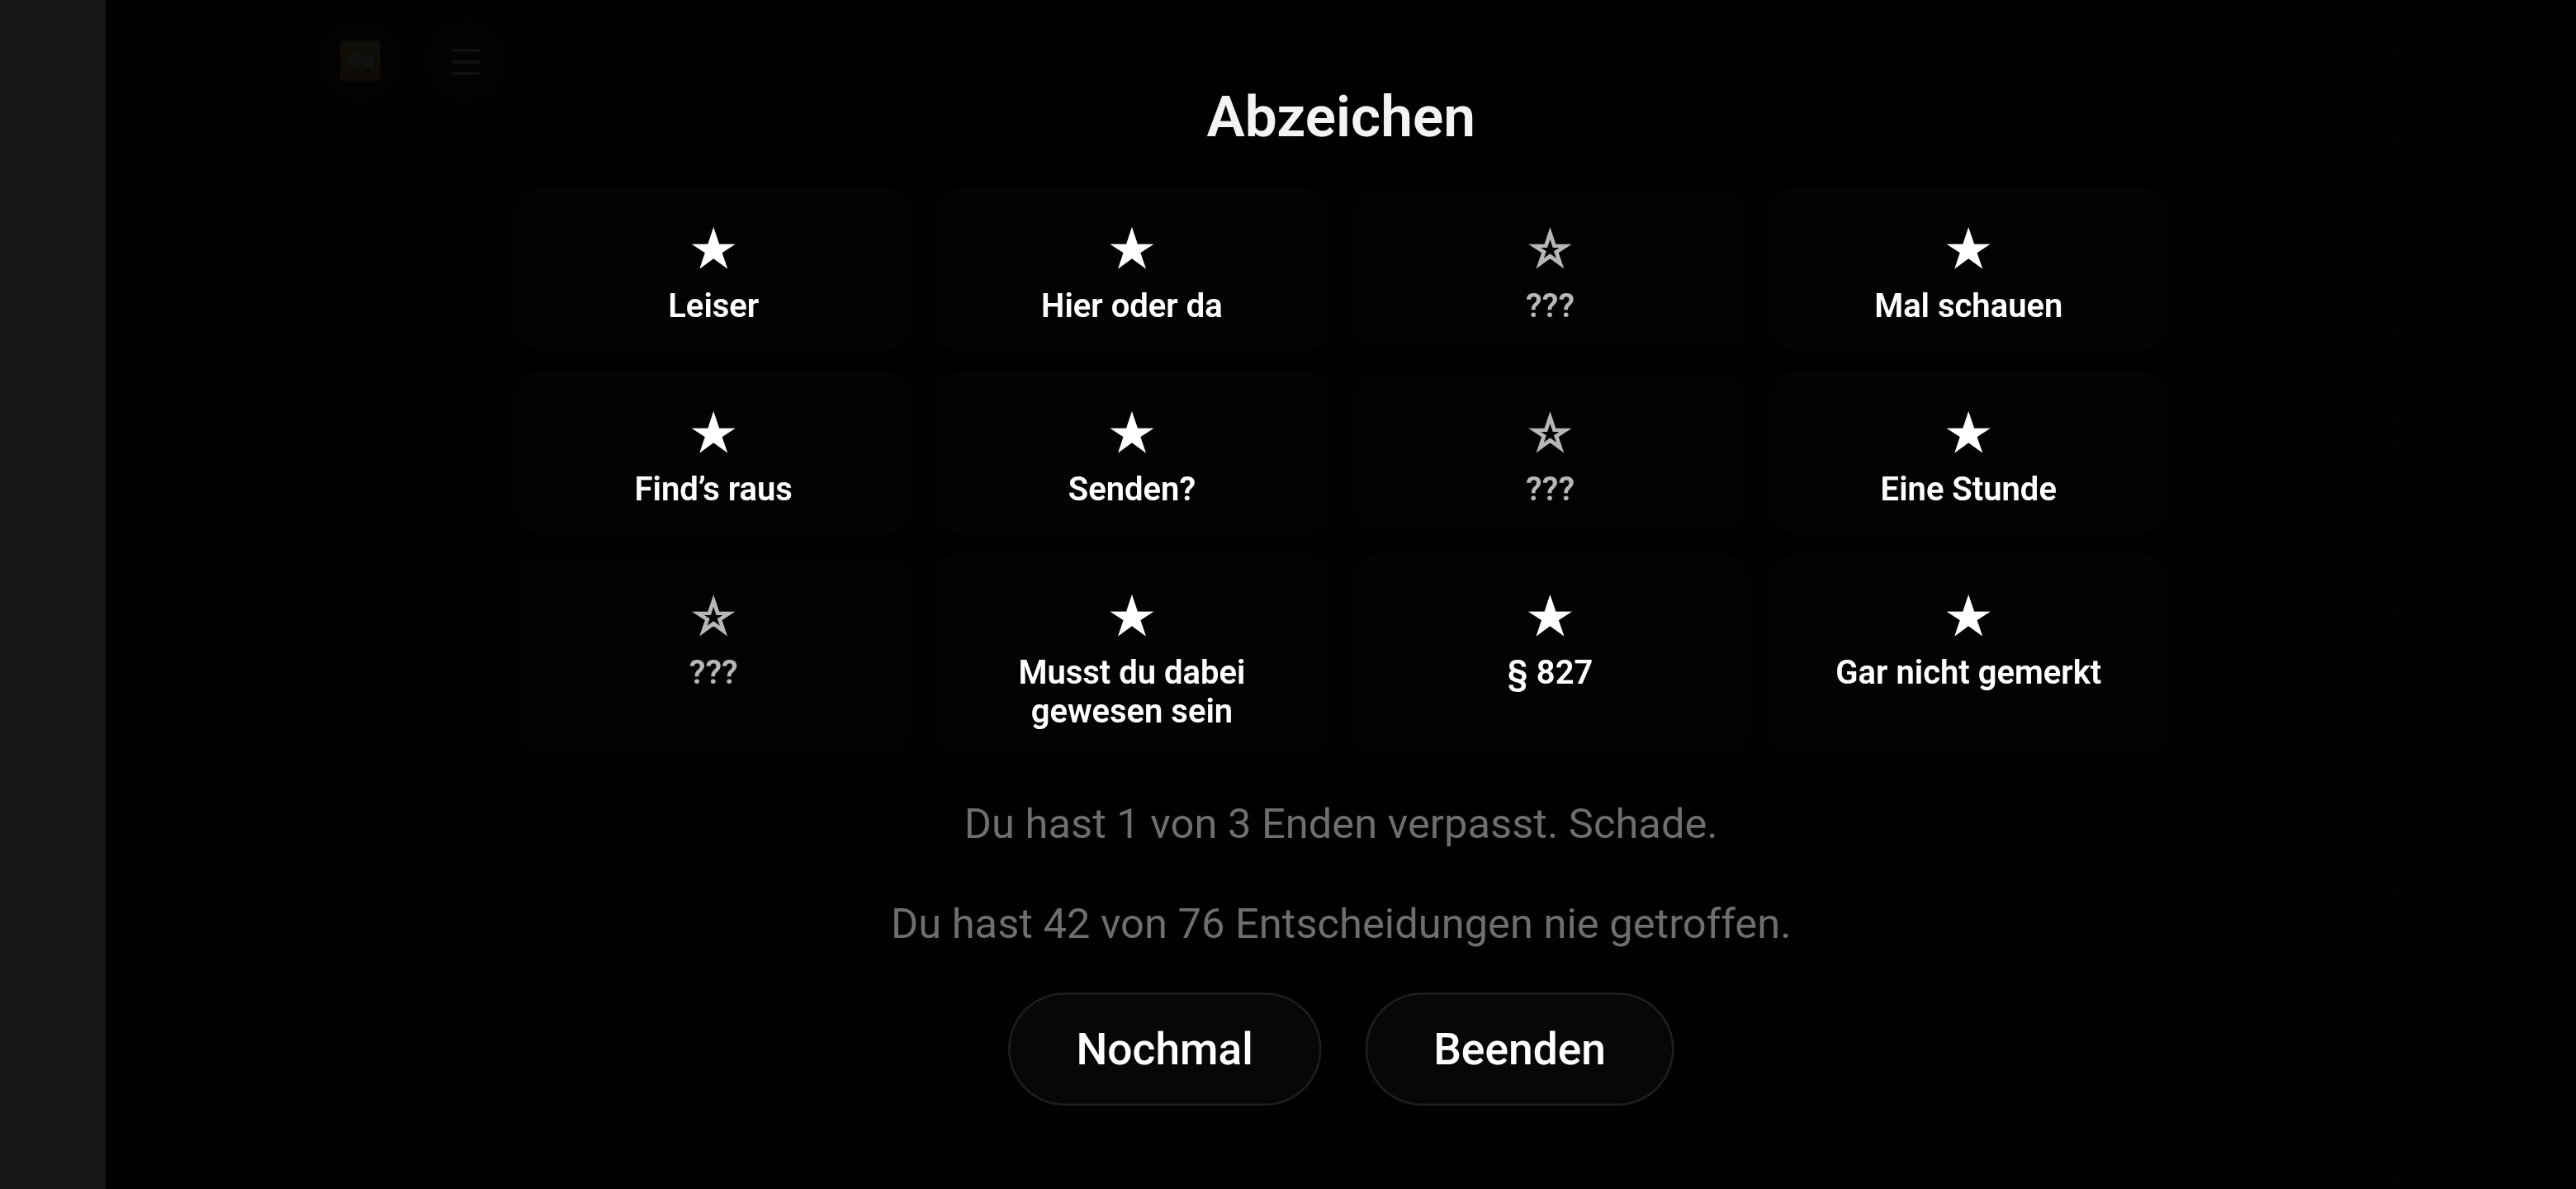 Abzeichen
★ ★ ☆ ★
Leiser Hier oder da ??? Mal schauen
★ ★ ☆ ★
Find’s raus Senden? ??? Eine Stunde
☆ ★ ★ ★
??? Musst du dabei § 827 Gar nicht gemerkt
gewesen sein
Du hast 1 von 3 Enden verpasst. Schade.
Du hast 42 von 76 Entscheidungen nie getroffen.
Nochmal Beenden